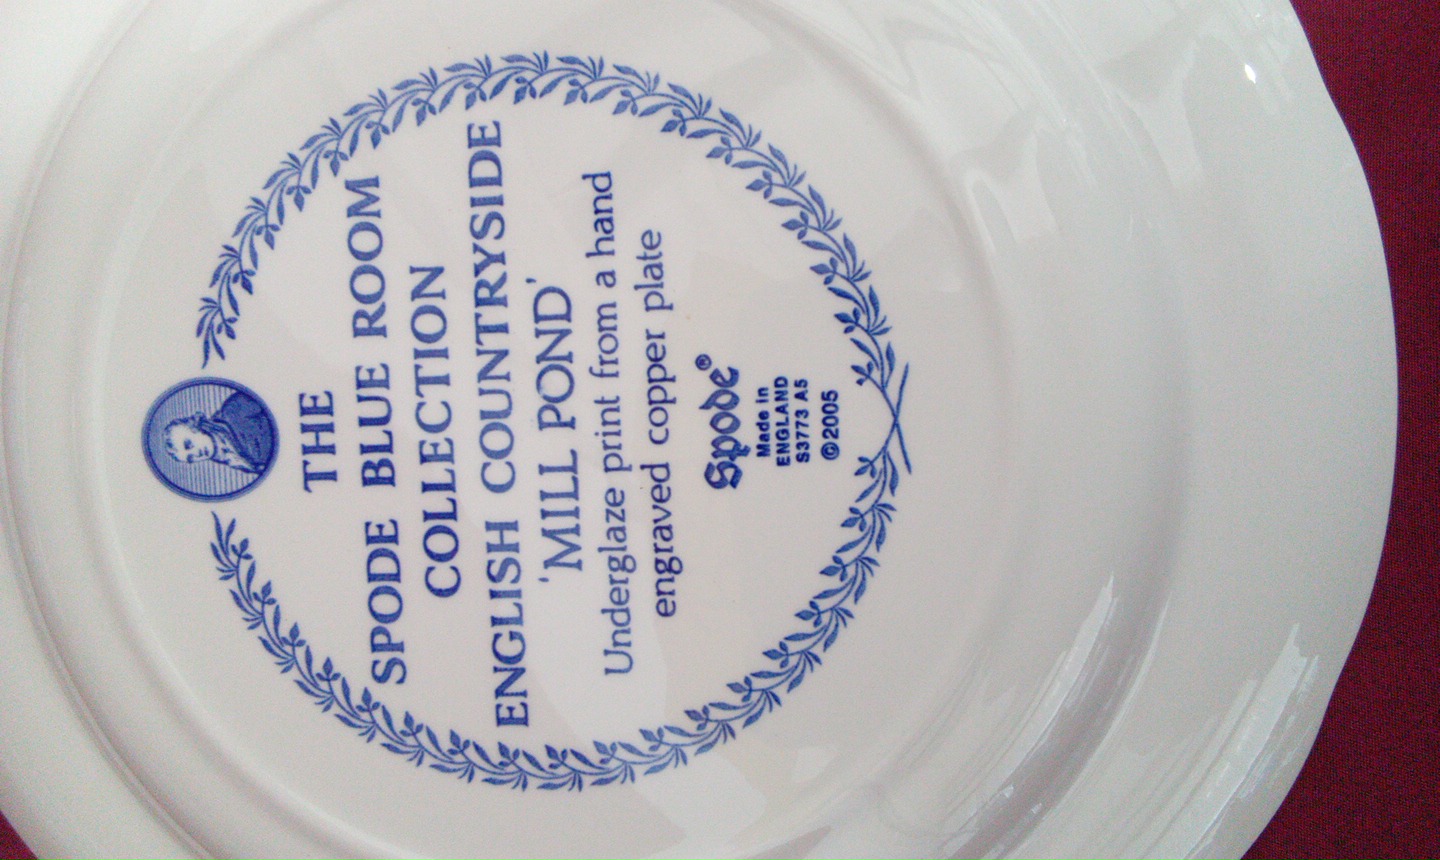 THE
SPODE BLUE ROOM
COLLECTION
ENGLISH COUNTRYSIDE
'MILL POND'
Underglaze print from a hand
engraved copper plate
Spode®
Made in
ENGLAND
S3773 A5
©2005